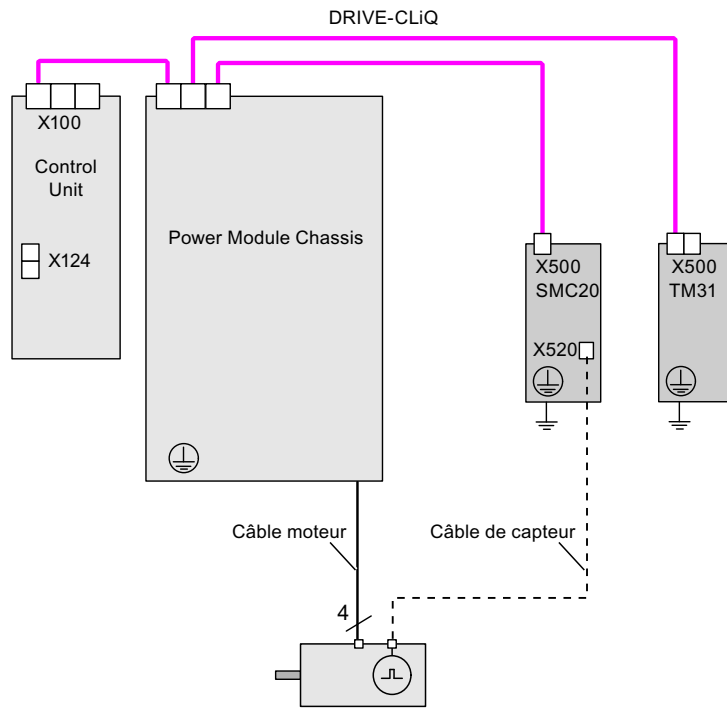 DRIVE-CLiQ
X100
Control
Unit
X124
Power Module Chassis
X500
SMC20
X520
X500
TM31
Câble moteur
Câble de capteur
4